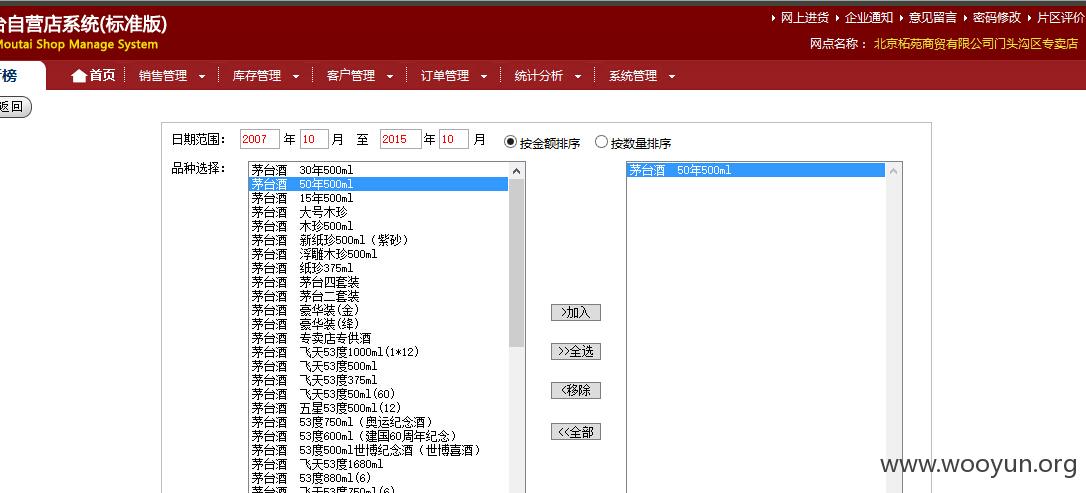 台自营店系统(标准版)
Moutai Shop Manage System
网上进货 企业通知 意见留言 密码修改 片区评价
网点名称： 北京柘苑商贸有限公司门头沟区专卖店
榜 首页 销售管理 库存管理 客户管理 订单管理 统计分析 系统管理
返回
日期范围： 2007 年 10 月 至 2015 年 10 月 按金额排序 按数量排序
品种选择：
茅台酒 30年500ml
茅台酒 50年500ml
茅台酒 15年500ml
茅台酒 大号木珍
茅台酒 木珍500ml
茅台酒 新纸珍500ml（紫砂）
茅台酒 浮雕木珍500ml
茅台酒 纸珍375ml
茅台酒 茅台四套装
茅台酒 茅台二套装
茅台酒 豪华装(金)
茅台酒 豪华装(绛)
茅台酒 专卖店专供酒
茅台酒 飞天53度1000ml(1*12)
茅台酒 飞天53度500ml
茅台酒 飞天53度375ml
茅台酒 飞天53度50ml(60)
茅台酒 五星53度500ml(12)
茅台酒 53度750ml（奥运纪念酒）
茅台酒 53度600ml（建国60周年纪念）
茅台酒 53度500ml世博纪念酒（世博喜酒）
茅台酒 飞天53度1680ml
茅台酒 53度880ml(6)
茅台酒 飞天53度750ml(6)
>加入
>>全选
<移除
<<全部
茅台酒 50年500ml
www.wooyun.org